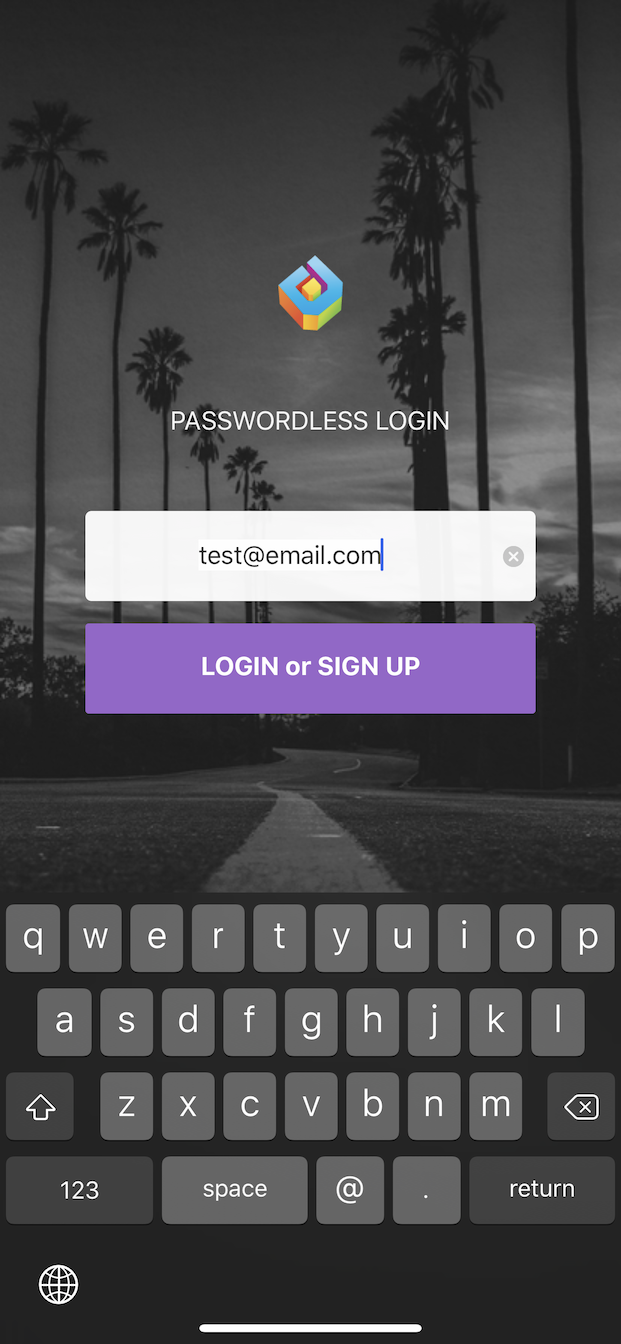 PASSWORDLESS LOGIN
test@email.com
LOGIN or SIGN UP
q w e r t y u i o p
a s d f g h j k l
z x c v b n m
123 space @ . return